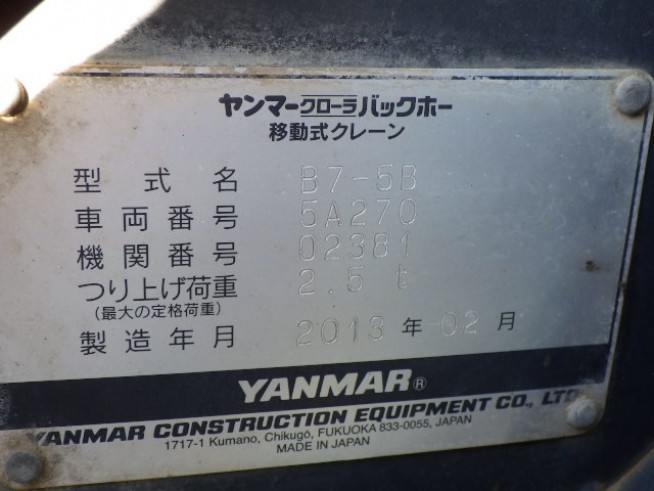 ヤンマークローラバックホー
移動式クレーン
型式名 B7-5B
車両番号 5A270
機関番号 02381
つり上げ荷重 2.5 t
(最大の定格荷重)
製造年月 2013 年 02 月
YANMAR®
YANMAR CONSTRUCTION EQUIPMENT CO., LTD
1717-1 Kumano, Chikugo, FUKUOKA 833-0055, JAPAN
MADE IN JAPAN